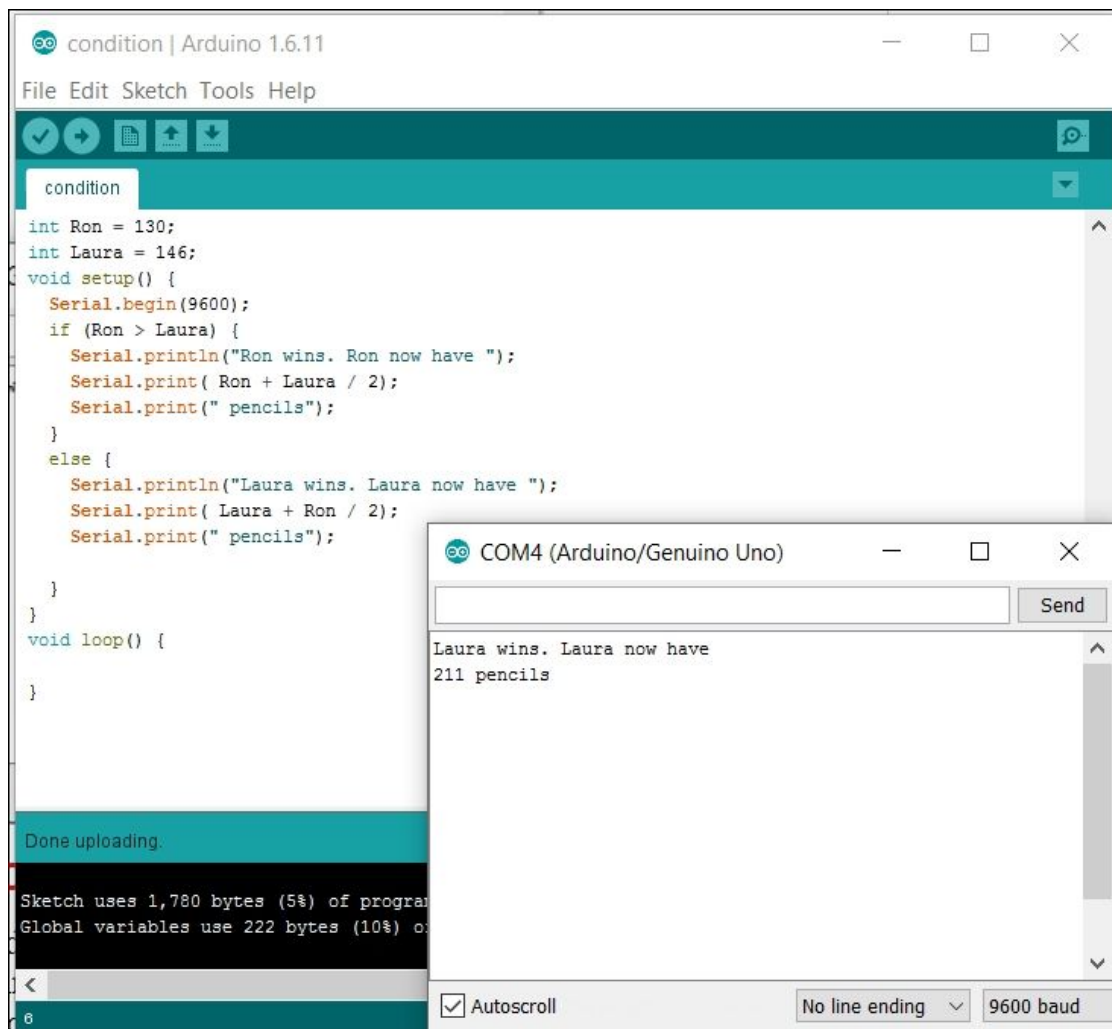 condition | Arduino 1.6.11
File Edit Sketch Tools Help
condition
int Ron = 130;
int Laura = 146;
void setup() {
  Serial.begin(9600);
  if (Ron > Laura) {
    Serial.println("Ron wins. Ron now have ");
    Serial.print( Ron + Laura / 2);
    Serial.print(" pencils");
  }
  else {
    Serial.println("Laura wins. Laura now have ");
    Serial.print( Laura + Ron / 2);
    Serial.print(" pencils");
  }
}
void loop() {
}
COM4 (Arduino/Genuino Uno)
Send
Laura wins. Laura now have
211 pencils
Done uploading.
Sketch uses 1,780 bytes (5%) of
Global variables use 222 bytes (10%)
Autoscroll
No line ending
9600 baud
6